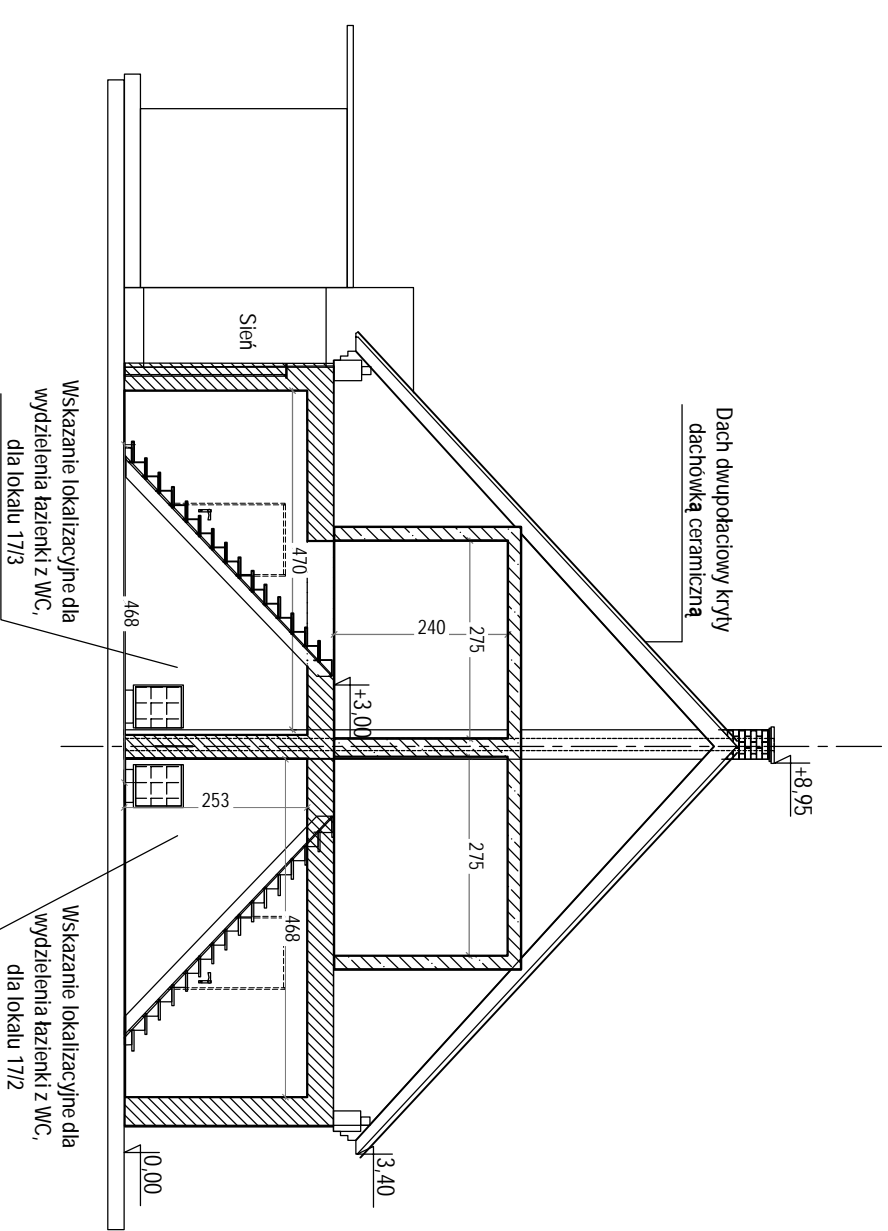 Dach dwupołaciowy kryty
dachówką ceramiczną
+8,95
275
275
240
+3,00
3,40
Sień
470
468
253
468
0,00
Wskazanie lokalizacyjne dla
wydzielenia łazienki z WC,
dla lokalu 17/3
Wskazanie lokalizacyjne dla
wydzielenia łazienki z WC,
dla lokalu 17/2